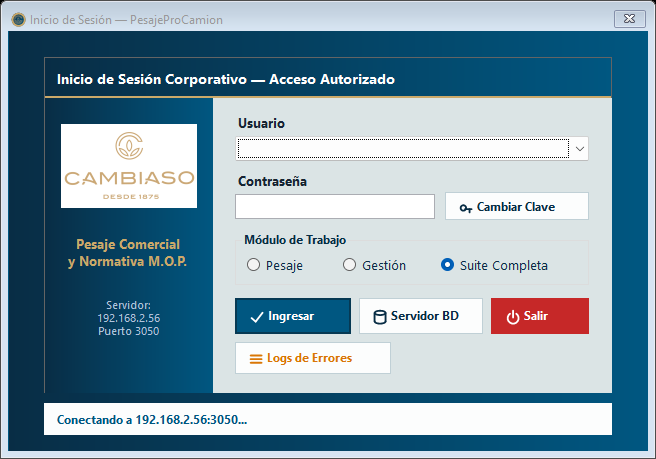 Inicio de Sesión — PesajeProCamion
Inicio de Sesión Corporativo — Acceso Autorizado
CAMBIASO
DESDE 1875
Pesaje Comercial
y Normativa M.O.P.
Servidor:
192.168.2.56
Puerto 3050
Usuario
Contraseña
Cambiar Clave
Módulo de Trabajo
Pesaje
Gestión
Suite Completa
Ingresar
Servidor BD
Salir
Logs de Errores
Conectando a 192.168.2.56:3050...